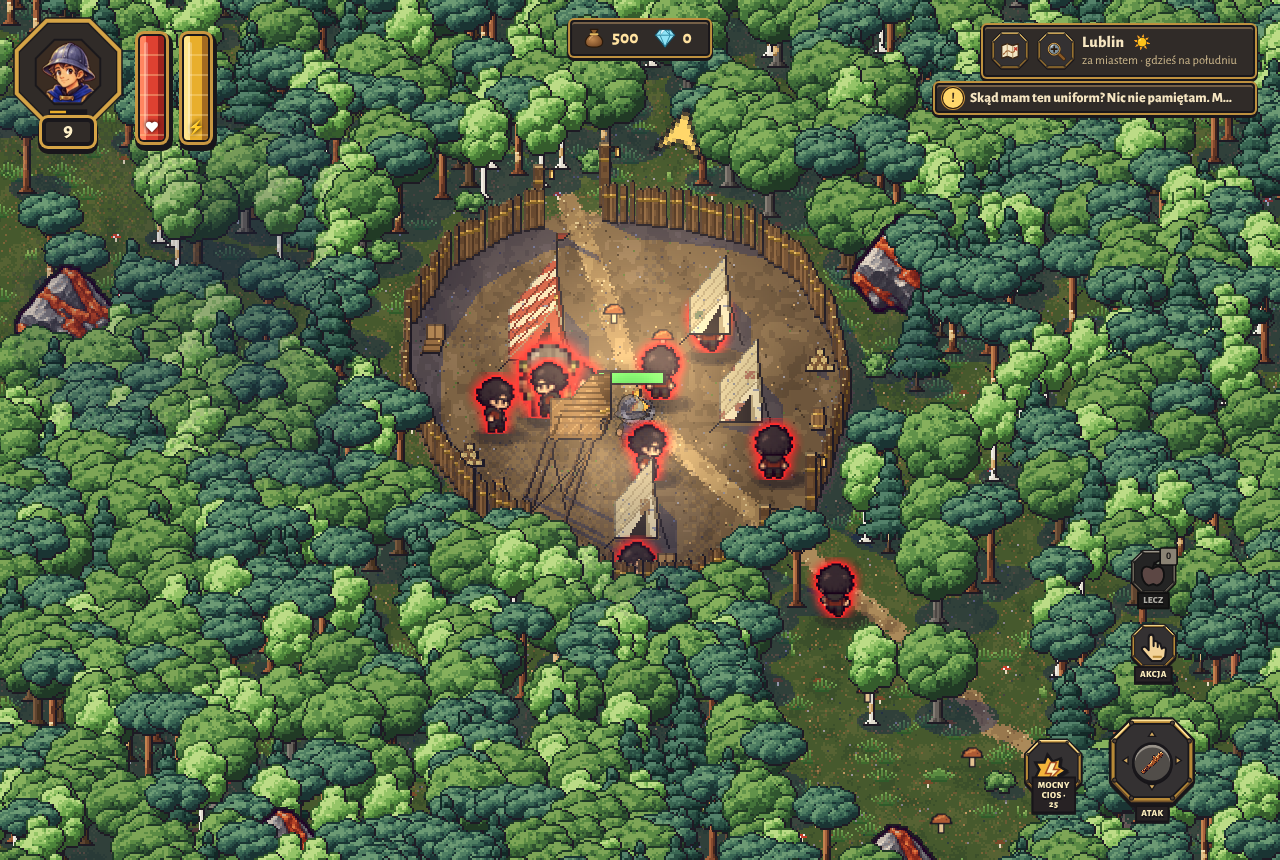 500
0
Lublin
za miastem · gdzieś na południu
Skąd mam ten uniform? Nic nie pamiętam. M...
9
0
LECZ
AKCJA
MOCNY
CIOS ·
25
ATAK